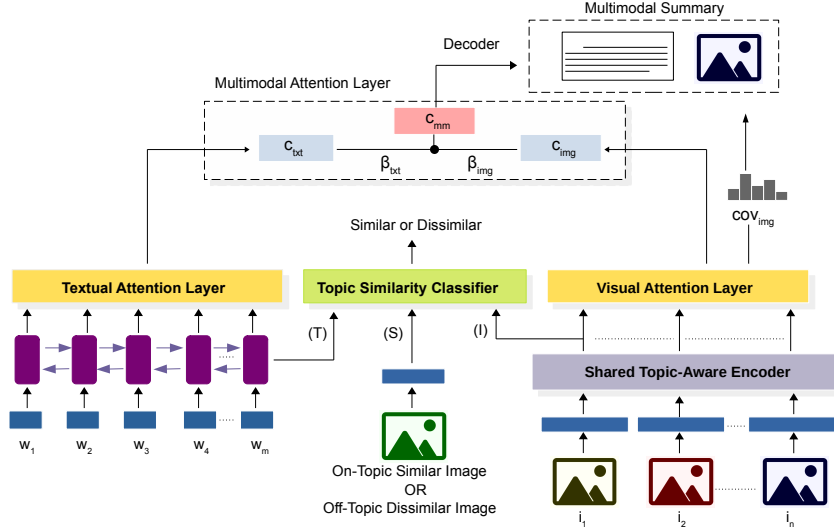 Multimodal Summary
Decoder
Multimodal Attention Layer
c_mm
c_txt
c_img
β_txt
β_img
cov_img
Similar or Dissimilar
Textual Attention Layer
Topic Similarity Classifier
Visual Attention Layer
(T)
(S)
(I)
Shared Topic-Aware Encoder
w_1
w_2
w_3
w_4
w_m
On-Topic Similar Image
OR
Off-Topic Dissimilar Image
i_1
i_2
i_n